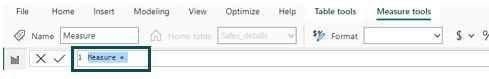 File Home Insert Modeling View Optimize Help Table tools Measure tools
Name Measure Home table Sales_details $% Format $ %
1 Measure =